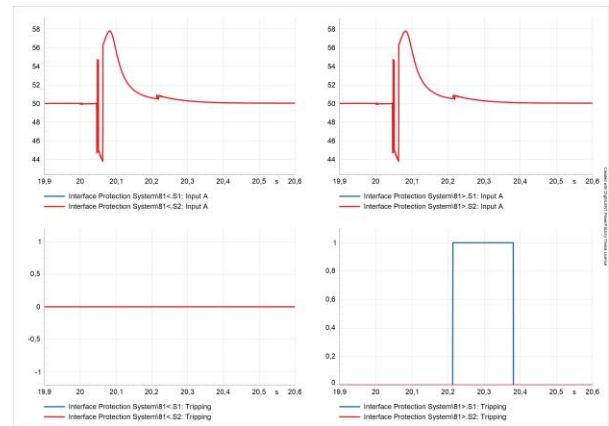 58
56
54
52
50
48
46
44
19,9 20 20,1 20,2 20,3 20,4 20,5 s 20,6
Interface Protection System\81<.S1: Input A
Interface Protection System\81<.S2: Input A
58
56
54
52
50
48
46
44
19,9 20 20,1 20,2 20,3 20,4 20,5 s 20,6
Interface Protection System\81>.S1: Input A
Interface Protection System\81>.S2: Input A
1
0,5
0
-0,5
-1
19,9 20 20,1 20,2 20,3 20,4 20,5 s 20,6
Interface Protection System\81<.S1: Tripping
Interface Protection System\81<.S2: Tripping
1
0,8
0,6
0,4
0,2
0
19,9 20 20,1 20,2 20,3 20,4 20,5 s 20,6
Interface Protection System\81>.S1: Tripping
Interface Protection System\81>.S2: Tripping
Created with DIgSILENT PowerFactory Thesis License